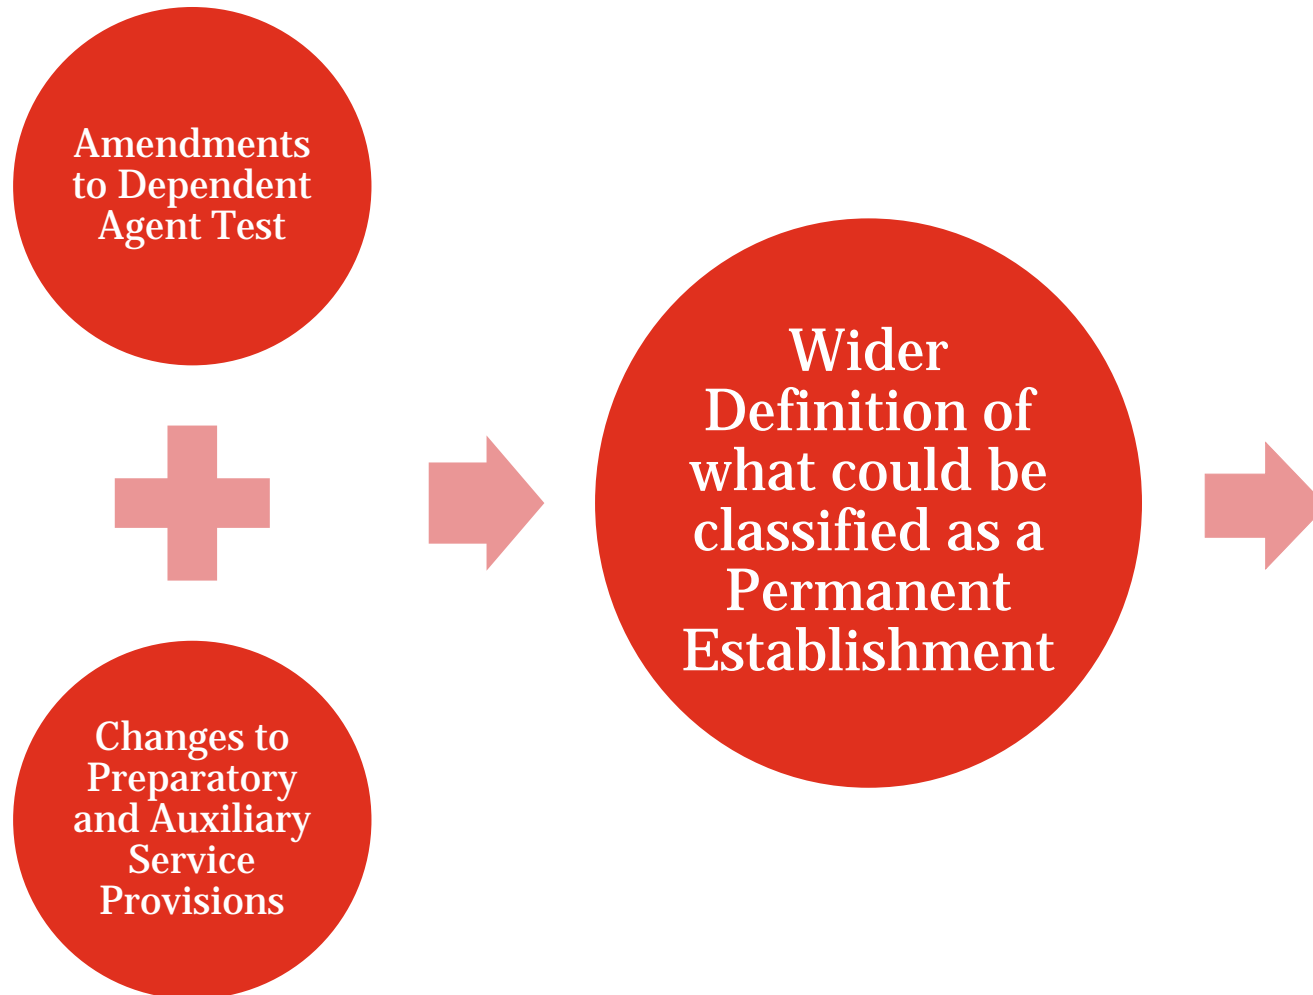 Amendments
to Dependent
Agent Test
Changes to
Preparatory
and Auxiliary
Service
Provisions
Wider
Definition of
what could be
classified as a
Permanent
Establishment